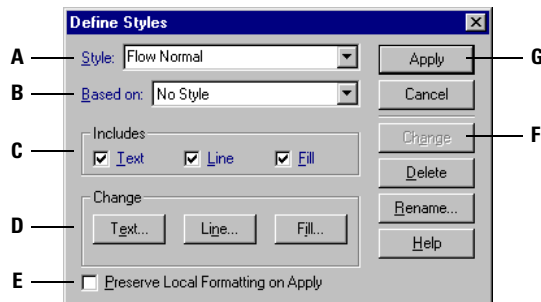 Define Styles
A Style: Flow Normal Apply G
B Based on: No Style Cancel
Includes Change F
C Text Line Fill Delete
Change Rename...
D Text... Line... Fill... Help
E Preserve Local Formatting on Apply